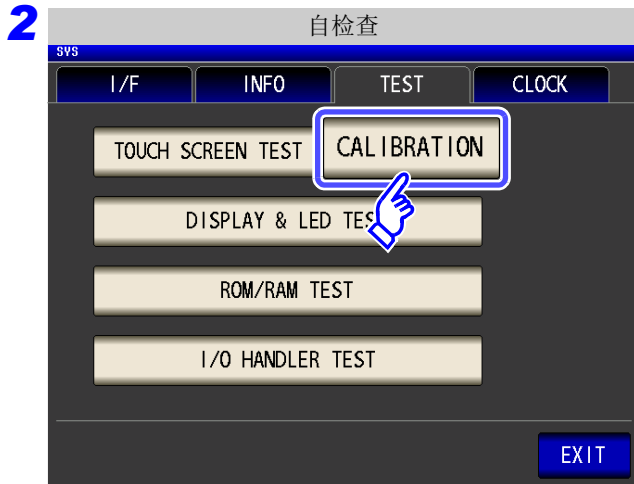 2
自检查
SYS
I/F INFO TEST CLOCK
TOUCH SCREEN TEST CALIBRATION
DISPLAY & LED TES
ROM/RAM TEST
I/O HANDLER TEST
EXIT